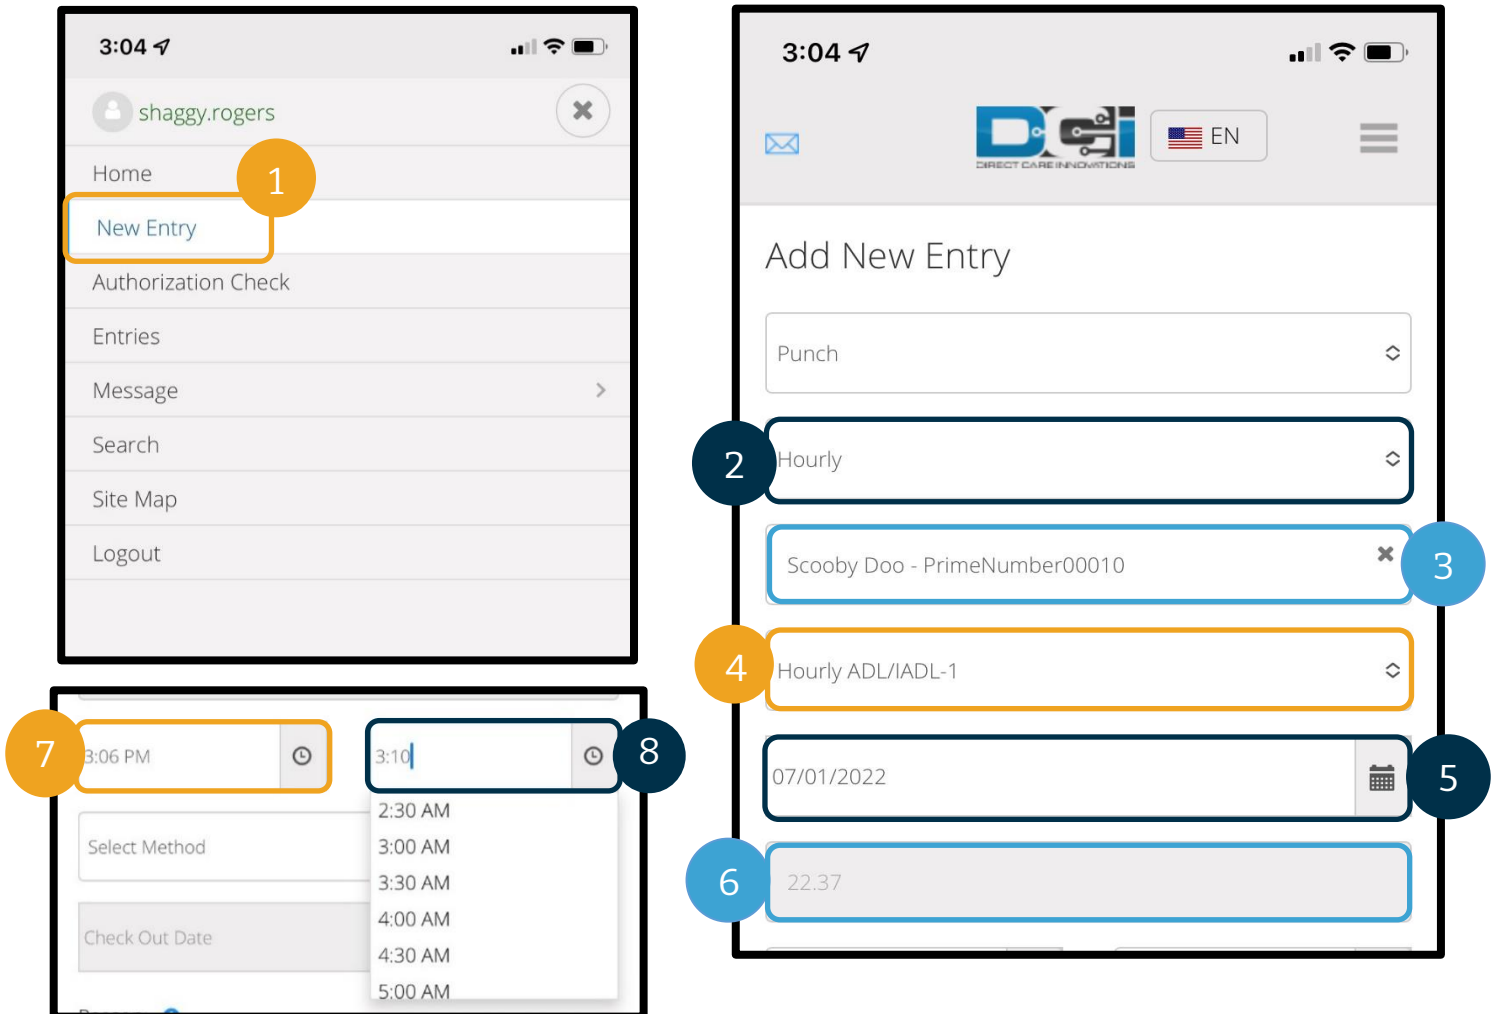 3:04
shaggy.rogers
Home
1
New Entry
Authorization Check
Entries
Message
Search
Site Map
Logout
7
3:06 PM
3:10
8
2:30 AM
Select Method
3:00 AM
3:30 AM
4:00 AM
Check Out Date
4:30 AM
5:00 AM
3:04
DCI
DIRECT CARE INNOVATIONS
EN
Add New Entry
Punch
2
Hourly
Scooby Doo - PrimeNumber00010
3
4
Hourly ADL/IADL-1
07/01/2022
5
6
22.37